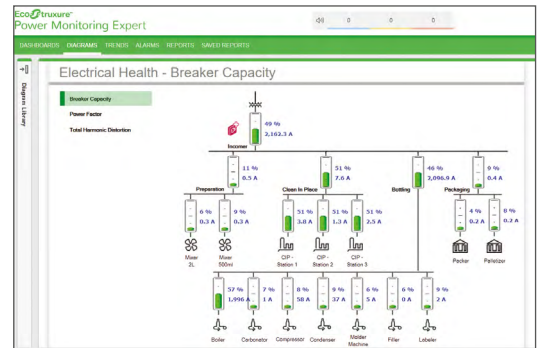 EcoStruxure™
Power Monitoring Expert
0 0 0
DASHBOARDS DIAGRAMS TRENDS ALARMS REPORTS SAVED REPORTS
Diagram Library
Electrical Health - Breaker Capacity
Breaker Capacity
Power Factor
Total Harmonic Distortion
49 %
2,162.3 A
Incomer
11 %
0.5 A
51 %
7.6 A
46 %
2,096.9 A
9 %
0.4 A
Preparation
Clean In Place
Bottling
Packaging
6 %
0.3 A
9 %
0.3 A
51 %
3.8 A
51 %
1.3 A
51 %
2.5 A
4 %
0.2 A
8 %
0.2 A
Mixer
2L
Mixer
500ml
CIP -
Station 1
CIP -
Station 2
CIP -
Station 3
Packer
Palletizer
57 %
1,996 A
7 %
1 A
8 %
58 A
9 %
37 A
6 %
5 A
6 %
0 A
9 %
2 A
Boiler
Carbonator
Compressor
Condenser
Molder
Machine
Filler
Labeler